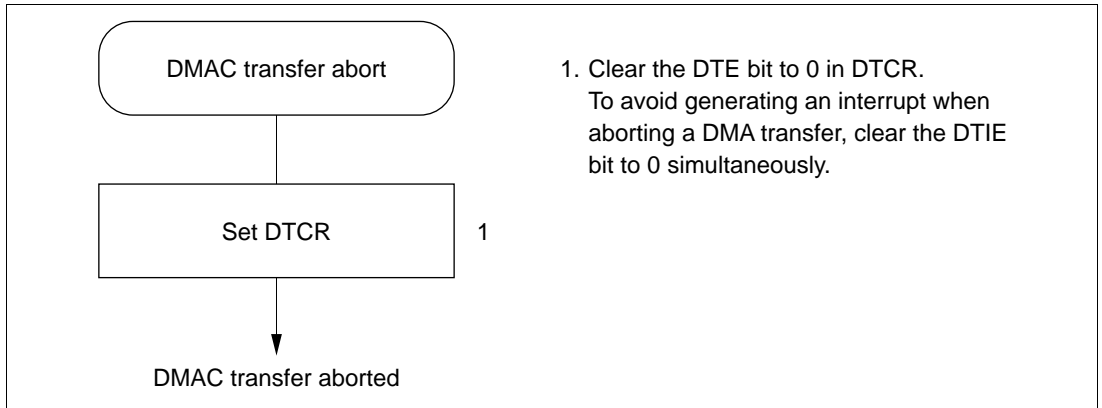 DMAC transfer abort
Set DTCR 1
DMAC transfer aborted
1. Clear the DTE bit to 0 in DTCR.
To avoid generating an interrupt when
aborting a DMA transfer, clear the DTIE
bit to 0 simultaneously.